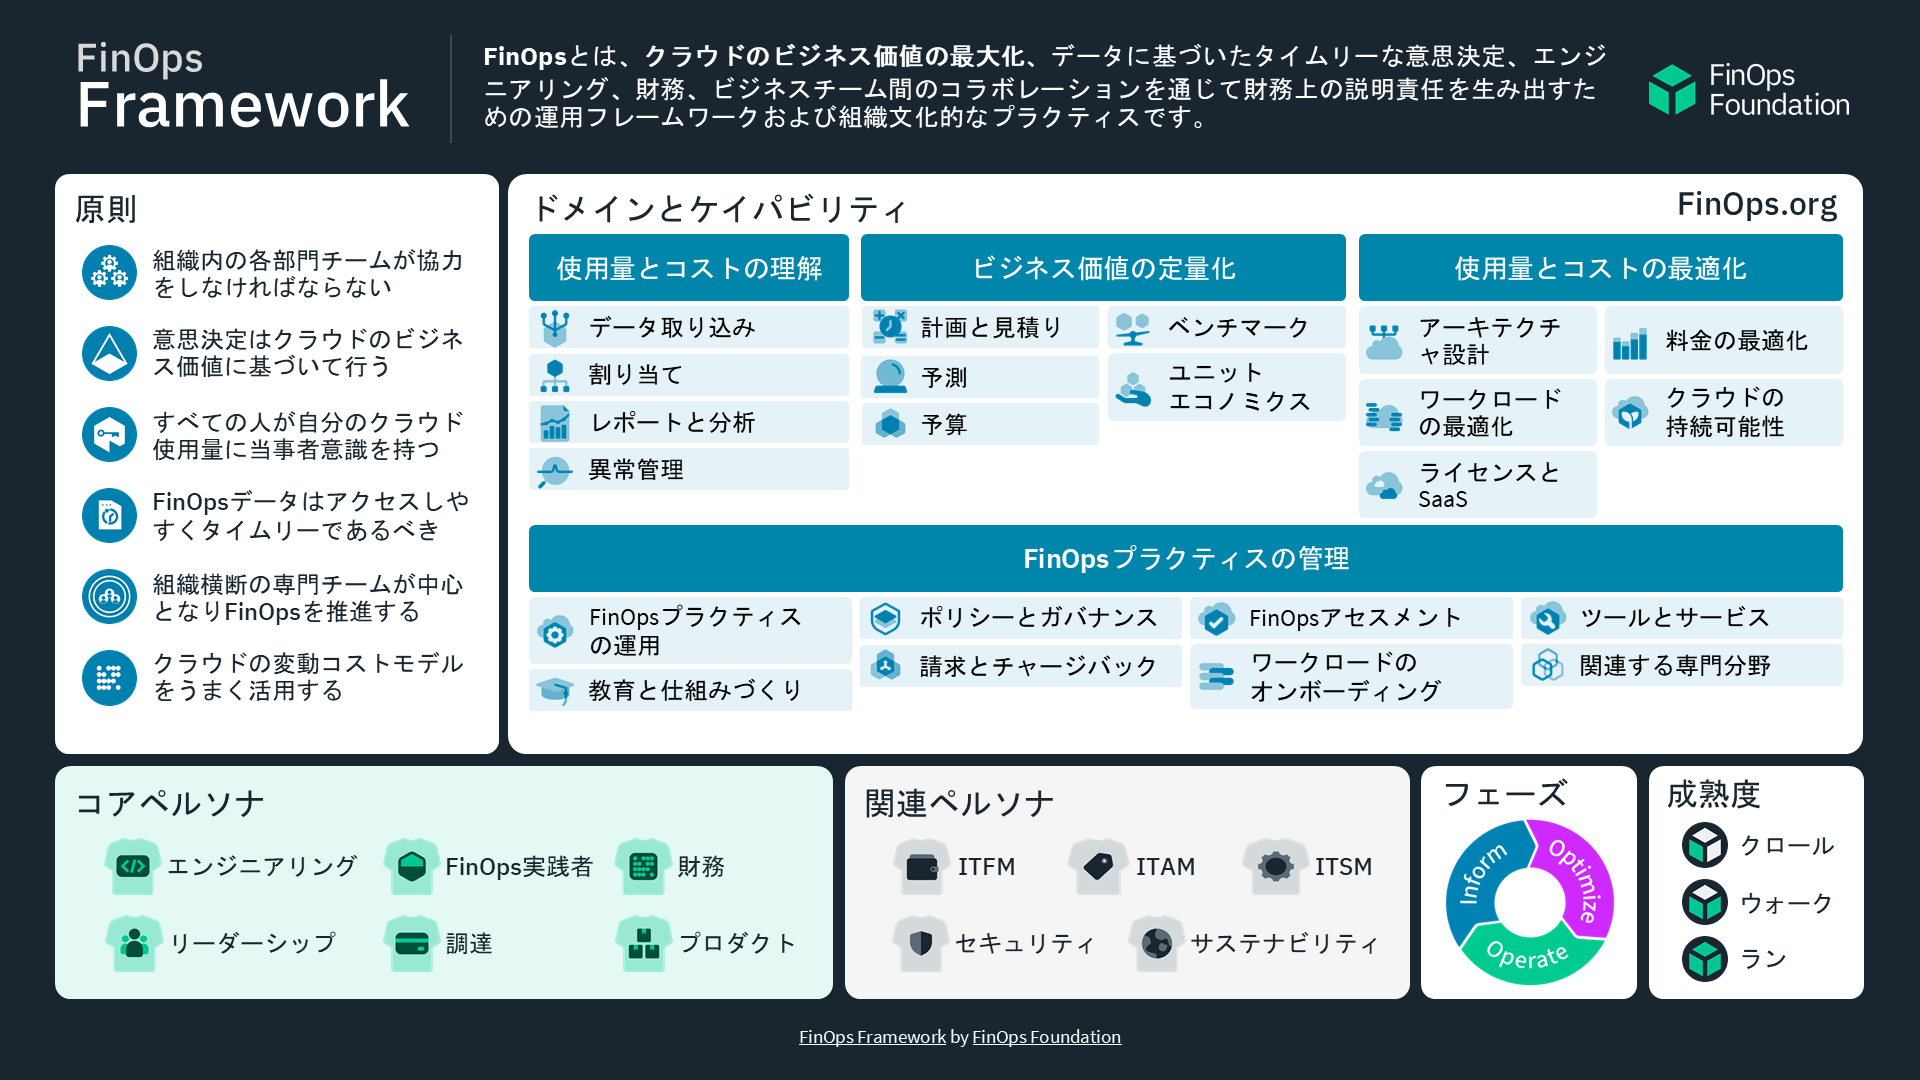 FinOps
Framework
FinOpsとは、クラウドのビジネス価値の最大化、データに基づいたタイムリーな意思決定、エンジ
ニアリング、財務、ビジネスチーム間のコラボレーションを通じて財務上の説明責任を生み出すた
めの運用フレームワークおよび組織文化的なプラクティスです。
FinOps
Foundation
原則
組織内の各部門チームが協力
をしなければならない
意思決定はクラウドのビジネ
ス価値に基づいて行う
すべての人が自分のクラウド
使用量に当事者意識を持つ
FinOpsデータはアクセスしや
すくタイムリーであるべき
組織横断の専門チームが中心
となりFinOpsを推進する
クラウドの変動コストモデル
をうまく活用する
ドメインとケイパビリティ
FinOps.org
使用量とコストの理解
データ取り込み
割り当て
レポートと分析
異常管理
ビジネス価値の定量化
計画と見積り
予測
予算
ベンチマーク
ユニット
エコノミクス
使用量とコストの最適化
アーキテクチ
ャ設計
ワークロード
の最適化
ライセンスと
SaaS
料金の最適化
クラウドの
持続可能性
FinOpsプラクティスの管理
FinOpsプラクティス
の運用
教育と仕組みづくり
ポリシーとガバナンス
請求とチャージバック
FinOpsアセスメント
ワークロードの
オンボーディング
ツールとサービス
関連する専門分野
コアペルソナ
エンジニアリング
FinOps実践者
財務
リーダーシップ
調達
プロダクト
関連ペルソナ
ITFM
ITAM
ITSM
セキュリティ
サステナビリティ
フェーズ
Inform
Optimize
Operate
成熟度
クロール
ウォーク
ラン
FinOps Framework by FinOps Foundation